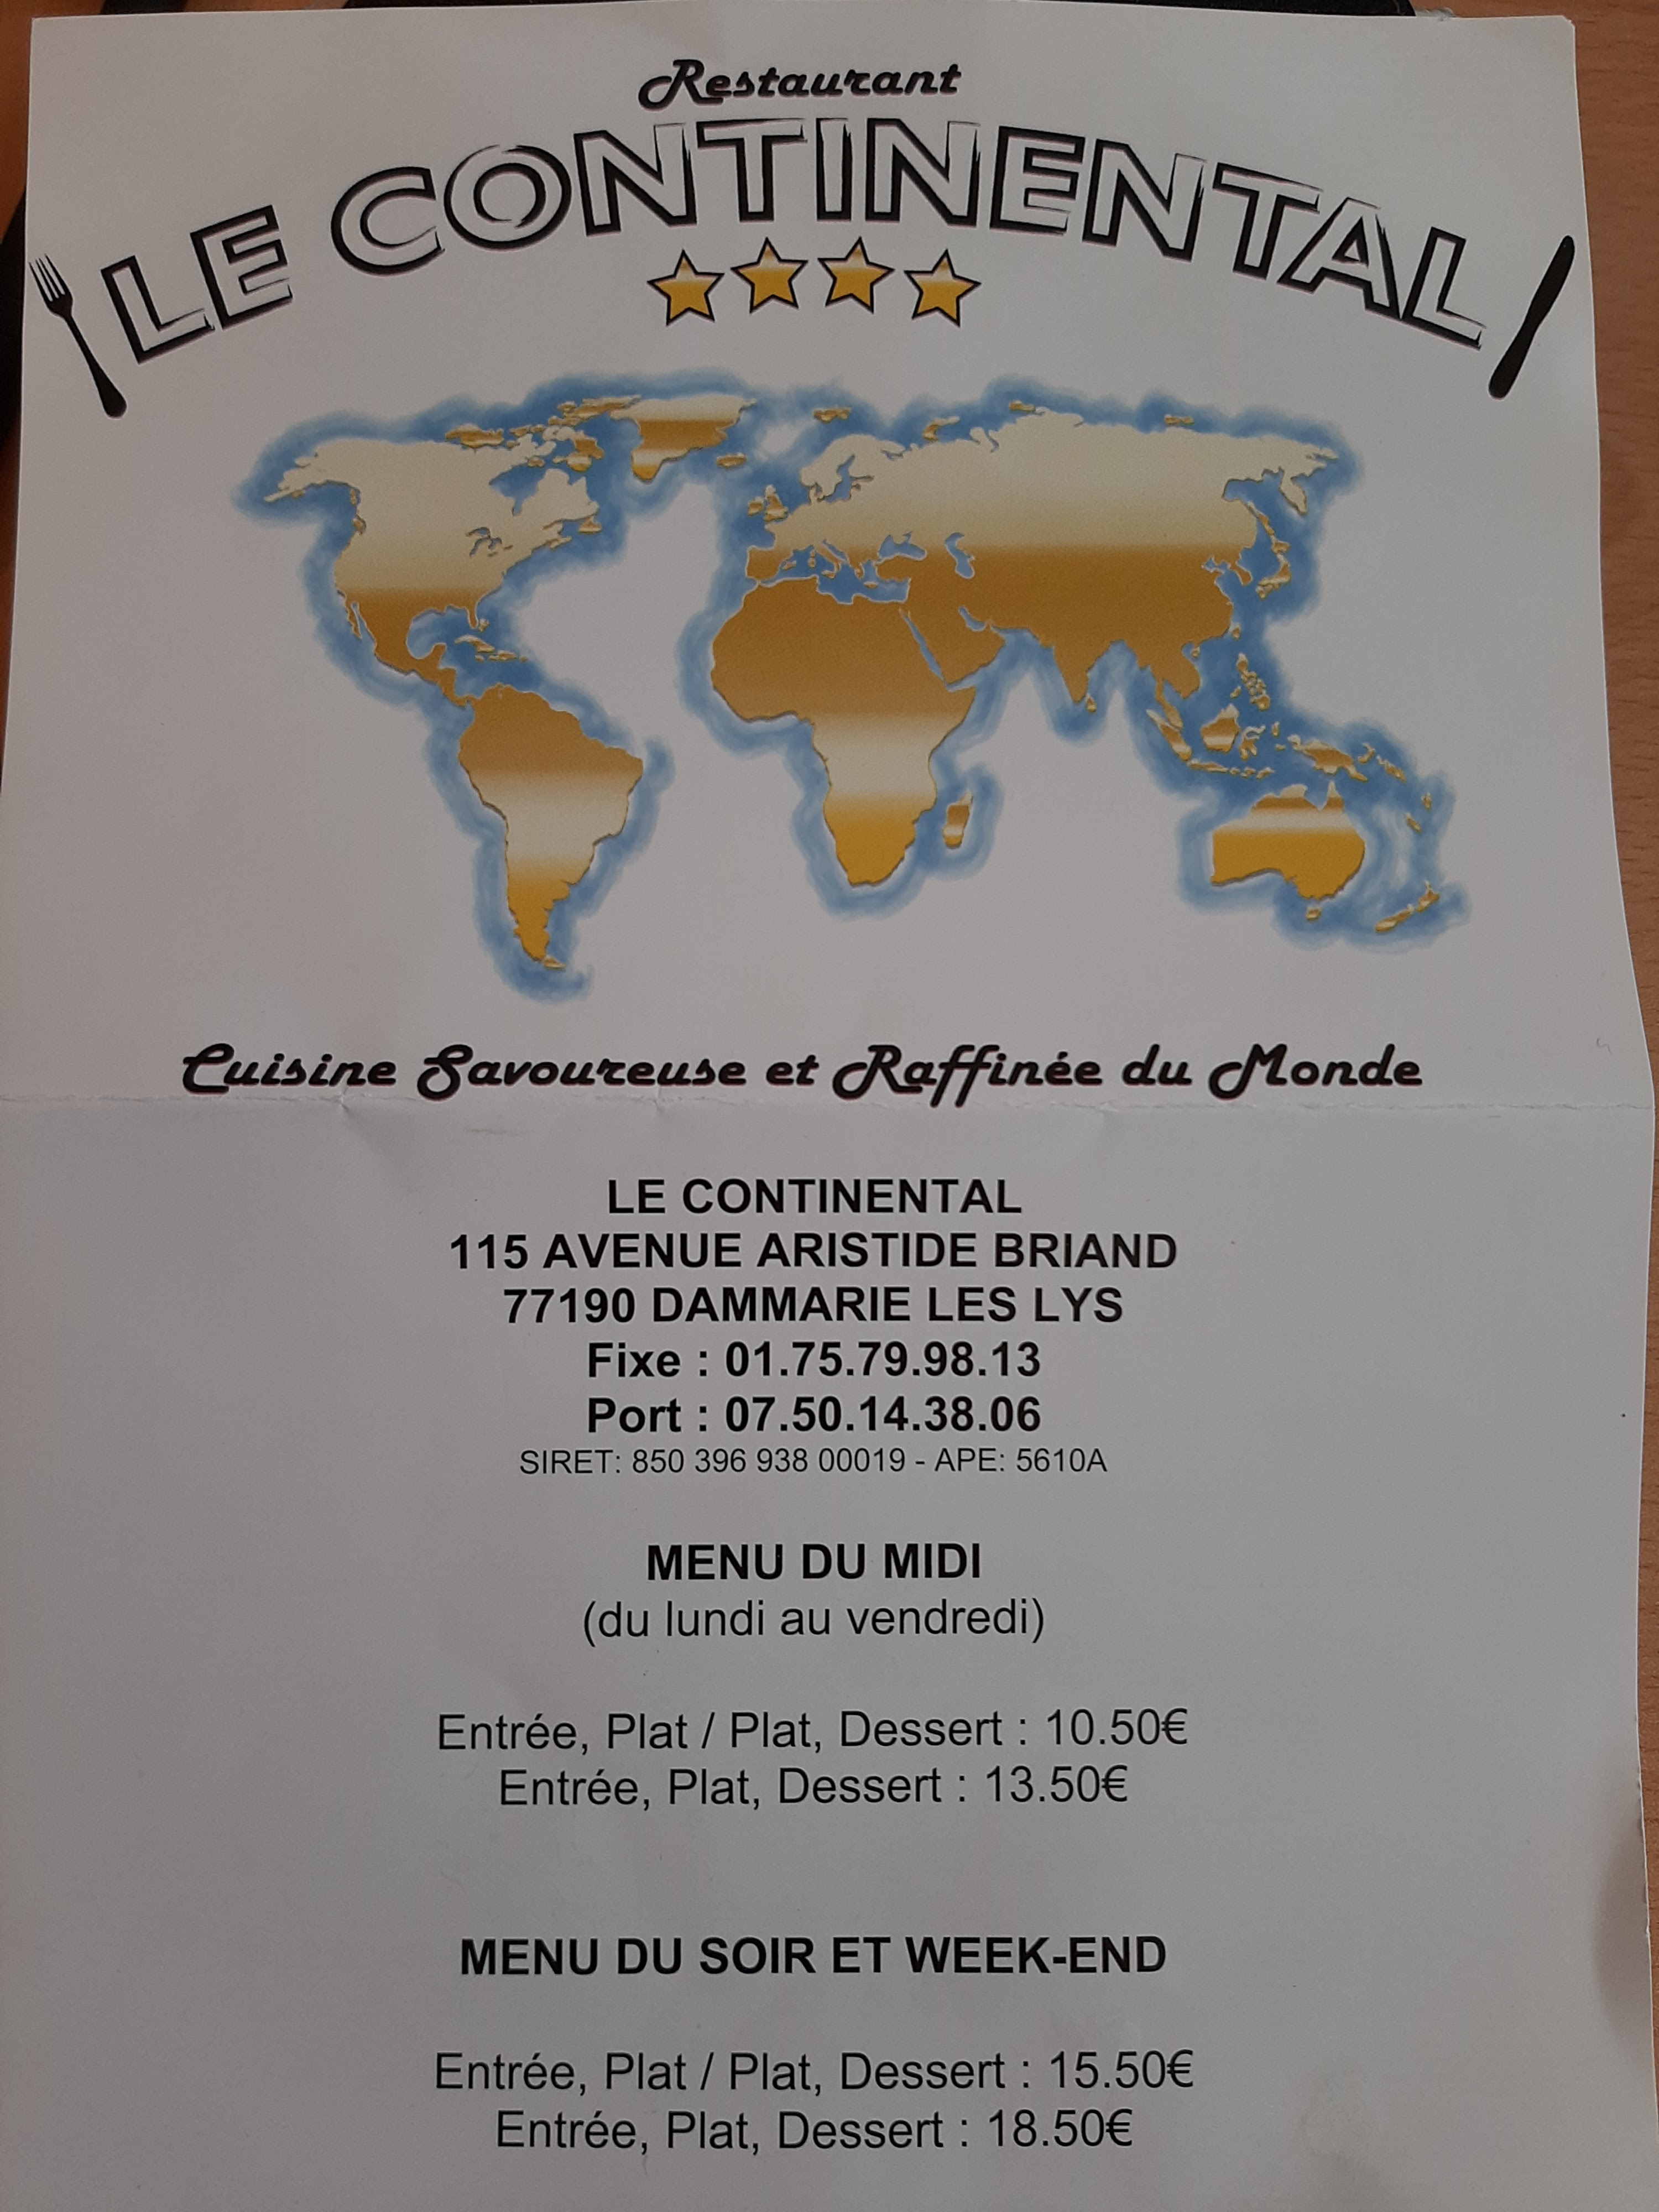 Restaurant
LE CONTINENTAL
Cuisine Savoureuse et Raffinée du Monde
LE CONTINENTAL
115 AVENUE ARISTIDE BRIAND
77190 DAMMARIE LES LYS
Fixe : 01.75.79.98.13
Port : 07.50.14.38.06
SIRET: 850 396 938 00019 - APE: 5610A
MENU DU MIDI
(du lundi au vendredi)
Entrée, Plat / Plat, Dessert : 10.50€
Entrée, Plat, Dessert : 13.50€
MENU DU SOIR ET WEEK-END
Entrée, Plat / Plat, Dessert : 15.50€
Entrée, Plat, Dessert : 18.50€